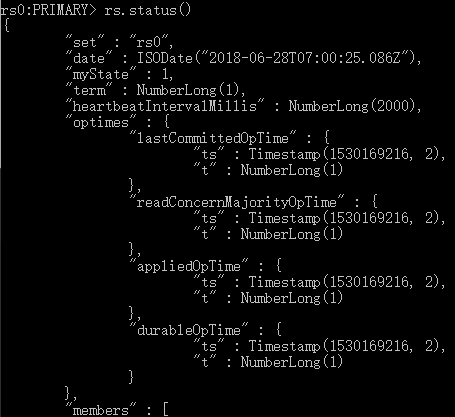 rs0:PRIMARY> rs.status()
{
        "set" : "rs0",
        "date" : ISODate("2018-06-28T07:00:25.086Z"),
        "myState" : 1,
        "term" : NumberLong(1),
        "heartbeatIntervalMillis" : NumberLong(2000),
        "optimes" : {
                "lastCommittedOpTime" : {
                        "ts" : Timestamp(1530169216, 2),
                        "t" : NumberLong(1)
                },
                "readConcernMajorityOpTime" : {
                        "ts" : Timestamp(1530169216, 2),
                        "t" : NumberLong(1)
                },
                "appliedOpTime" : {
                        "ts" : Timestamp(1530169216, 2),
                        "t" : NumberLong(1)
                },
                "durableOpTime" : {
                        "ts" : Timestamp(1530169216, 2),
                        "t" : NumberLong(1)
                }
        },
        "members" : [